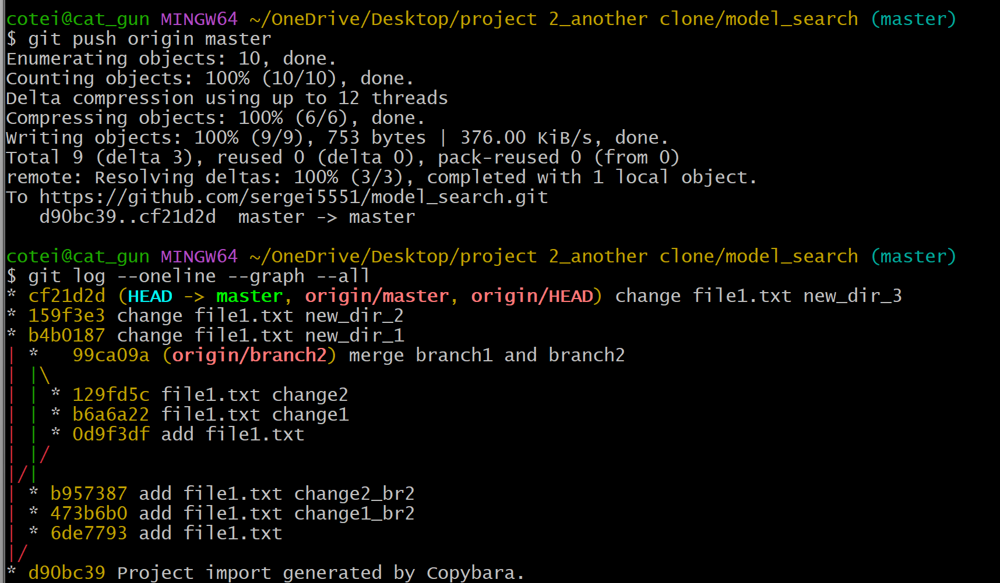 cotei@cat_gun MINGW64 ~/OneDrive/Desktop/project 2_another clone/model_search (master)
$ git push origin master
Enumerating objects: 10, done.
Counting objects: 100% (10/10), done.
Delta compression using up to 12 threads
Compressing objects: 100% (6/6), done.
Writing objects: 100% (9/9), 753 bytes | 376.00 KiB/s, done.
Total 9 (delta 3), reused 0 (delta 0), pack-reused 0 (from 0)
remote: Resolving deltas: 100% (3/3), completed with 1 local object.
To https://github.com/sergei5551/model_search.git
   d90bc39..cf21d2d  master -> master

cotei@cat_gun MINGW64 ~/OneDrive/Desktop/project 2_another clone/model_search (master)
$ git log --oneline --graph --all
* cf21d2d (HEAD -> master, origin/master, origin/HEAD) change file1.txt new_dir_3
* 159f3e3 change file1.txt new_dir_2
* b4b0187 change file1.txt new_dir_1
| *   99ca09a (origin/branch2) merge branch1 and branch2
| |\
| | * 129fd5c file1.txt change2
| | * b6a6a22 file1.txt change1
| | * 0d9f3df add file1.txt
| |/
|/|
| * b957387 add file1.txt change2_br2
| * 473b6b0 add file1.txt change1_br2
| * 6de7793 add file1.txt
|/
* d90bc39 Project import generated by Copybara.